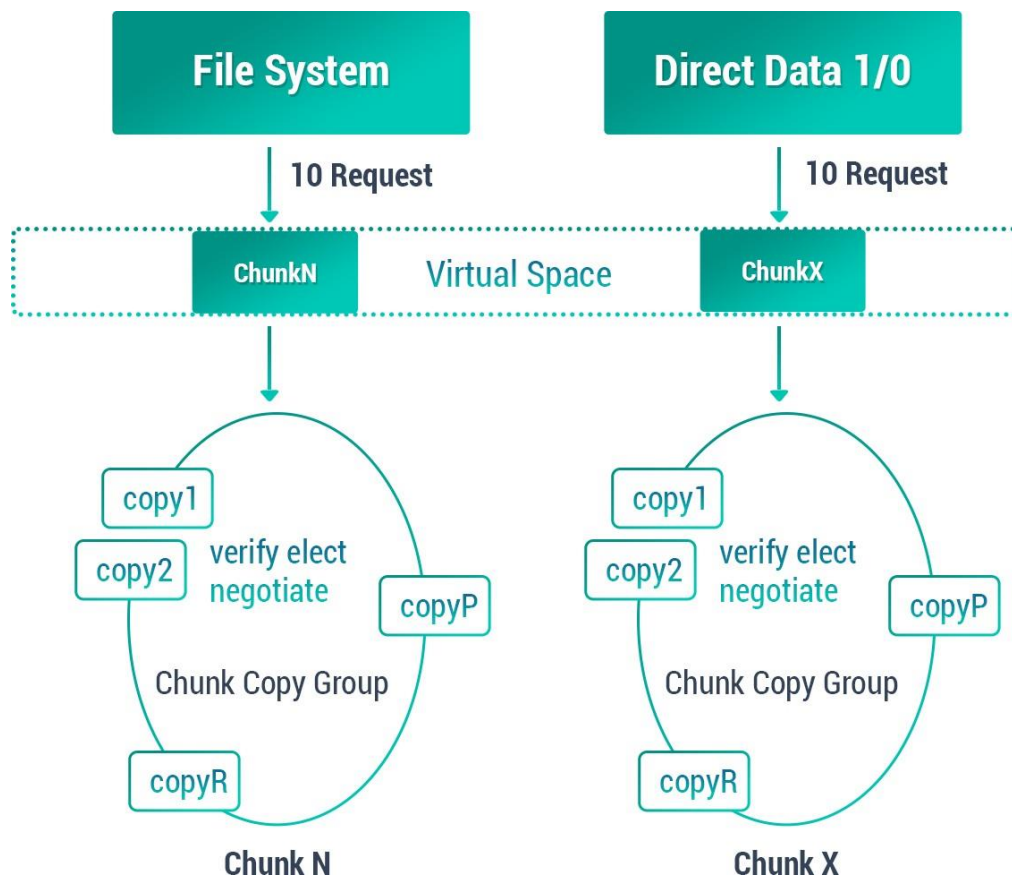 File System
Direct Data 1/0
10 Request
10 Request
ChunkN
Virtual Space
ChunkX
copy1
copy2
verify elect
negotiate
copyP
Chunk Copy Group
copyR
Chunk N
copy1
copy2
verify elect
negotiate
copyP
Chunk Copy Group
copyR
Chunk X